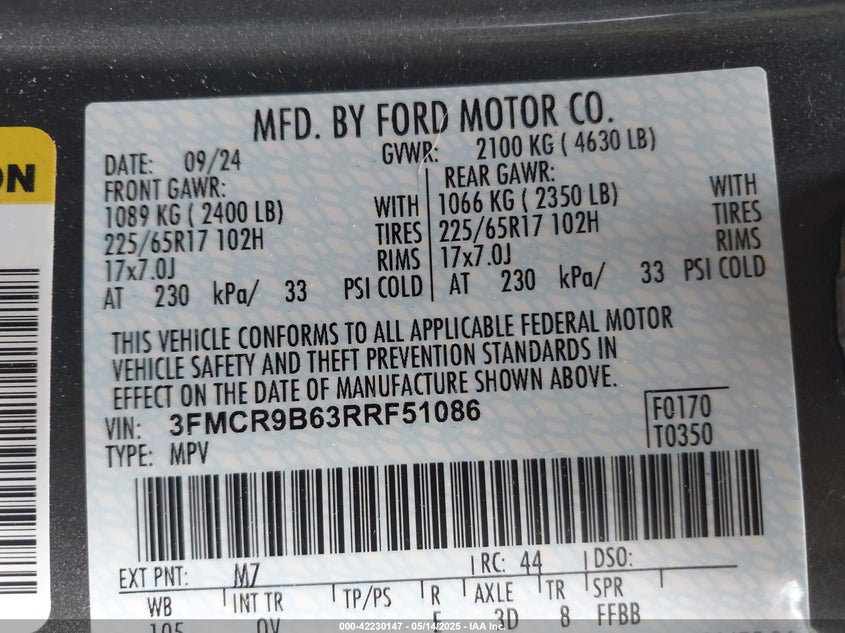 ON
MFD. BY FORD MOTOR CO.
DATE: 09/24 GVWR: 2100 KG ( 4630 LB)
FRONT GAWR: REAR GAWR:
1089 KG ( 2400 LB) WITH 1066 KG ( 2350 LB) WITH
225/65R17 102H TIRES 225/65R17 102H TIRES
17x7.0J RIMS 17x7.0J RIMS
AT 230 kPa/ 33 PSI COLD AT 230 kPa/ 33 PSI COLD
THIS VEHICLE CONFORMS TO ALL APPLICABLE FEDERAL MOTOR
VEHICLE SAFETY AND THEFT PREVENTION STANDARDS IN
EFFECT ON THE DATE OF MANUFACTURE SHOWN ABOVE.
VIN: 3FMCR9B63RRF51086 F0170
TYPE: MPV T0350
EXT PNT: M7 RC: 44 DSO:
WB INT TR TP/PS R AXLE TR SPR
105 0V 3D 8 FFBB
000-42230147 - 05/14/2025 - IAA Inc.